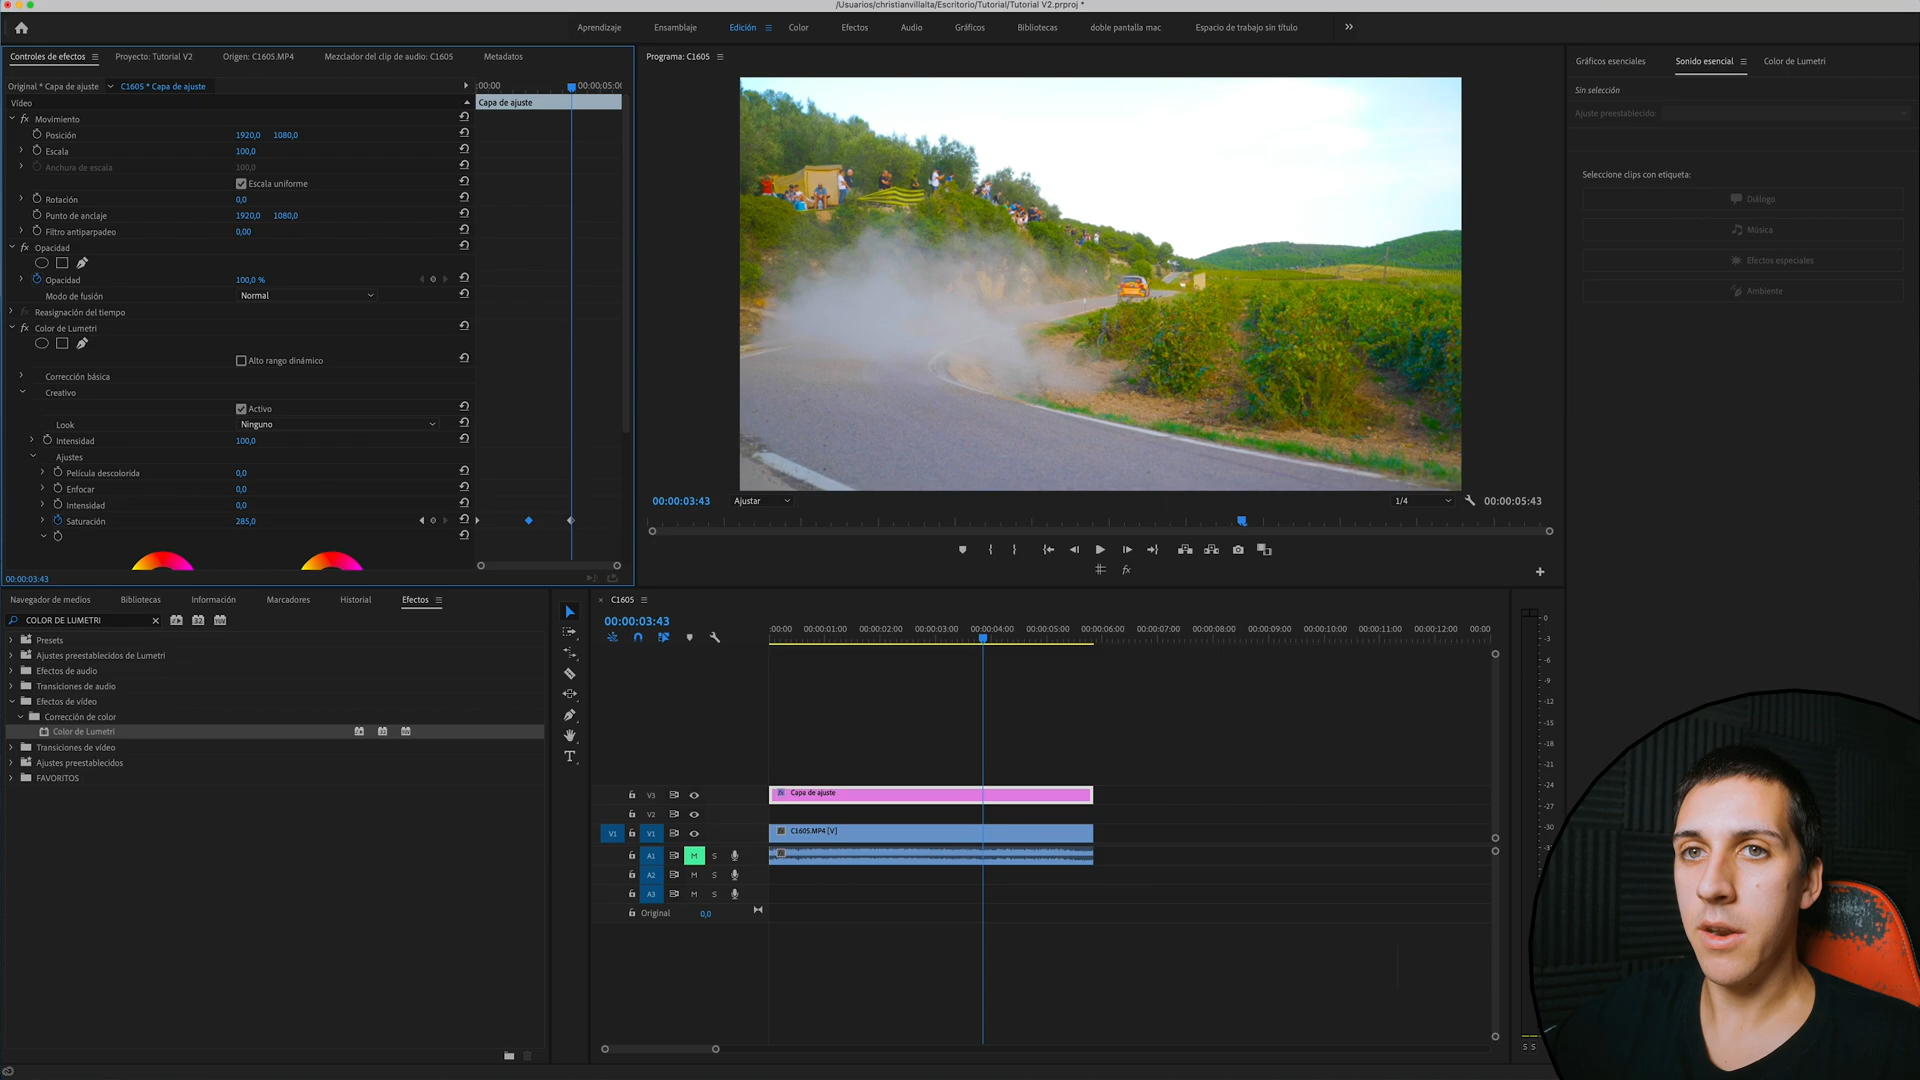 /Usuarios/christianvillalta/Escritorio/Tutorial/Tutorial V2.prproj *
Aprendizaje Ensamblaje Edición Color Efectos Audio Gráficos Bibliotecas doble pantalla mac Espacio de trabajo sin título
Controles de efectos Proyecto: Tutorial V2 Origen: C1605.MP4 Mezclador del clip de audio: C1605 Metadatos
Programa: C1605
Gráficos esenciales Sonido esencial Color de Lumetri
Original * Capa de ajuste C1605 * Capa de ajuste
:00:00 00:00:05:00
Sin selección
Vídeo
Capa de ajuste
Ajuste preestablecido:
Movimiento
Posición 1920,0 1080,0
Escala 100,0
Anchura de escala 100,0
Escala uniforme
Seleccione clips con etiqueta:
Rotación 0,0
Diálogo
Punto de anclaje 1920,0 1080,0
Filtro antiparpadeo 0,00
Música
Opacidad
Efectos especiales
Opacidad 100,0 %
Ambiente
Modo de fusión Normal
Reasignación del tiempo
Color de Lumetri
Alto rango dinámico
Corrección básica
Creativo
Activo
Look Ninguno
Intensidad 100,0
Ajustes
Película descolorida 0,0
Enfocar 0,0
Intensidad 0,0
Saturación 285,0
00:00:03:43 Ajustar 1/4 00:00:05:43
00:00:03:43
Navegador de medios Bibliotecas Información Marcadores Historial Efectos
COLOR DE LUMETRI
Presets
Ajustes preestablecidos de Lumetri
Efectos de audio
Transiciones de audio
Efectos de vídeo
Corrección de color
Color de Lumetri
Transiciones de vídeo
Ajustes preestablecidos
FAVORITOS
C1605
00:00:03:43
:00:00 00:00:01:00 00:00:02:00 00:00:03:00 00:00:04:00 00:00:05:00 00:00:06:00 00:00:07:00 00:00:08:00 00:00:09:00 00:00:10:00 00:00:11:00 00:00:12:00 00:00
V3 Capa de ajuste
V2
V1 V1 C1605.MP4 [V]
A1 M S
A2 M S
A3 M S
Original 0,0
0
-3
-6
-9
-12
-15
-18
-21
-24
-27
-30
-33
S S